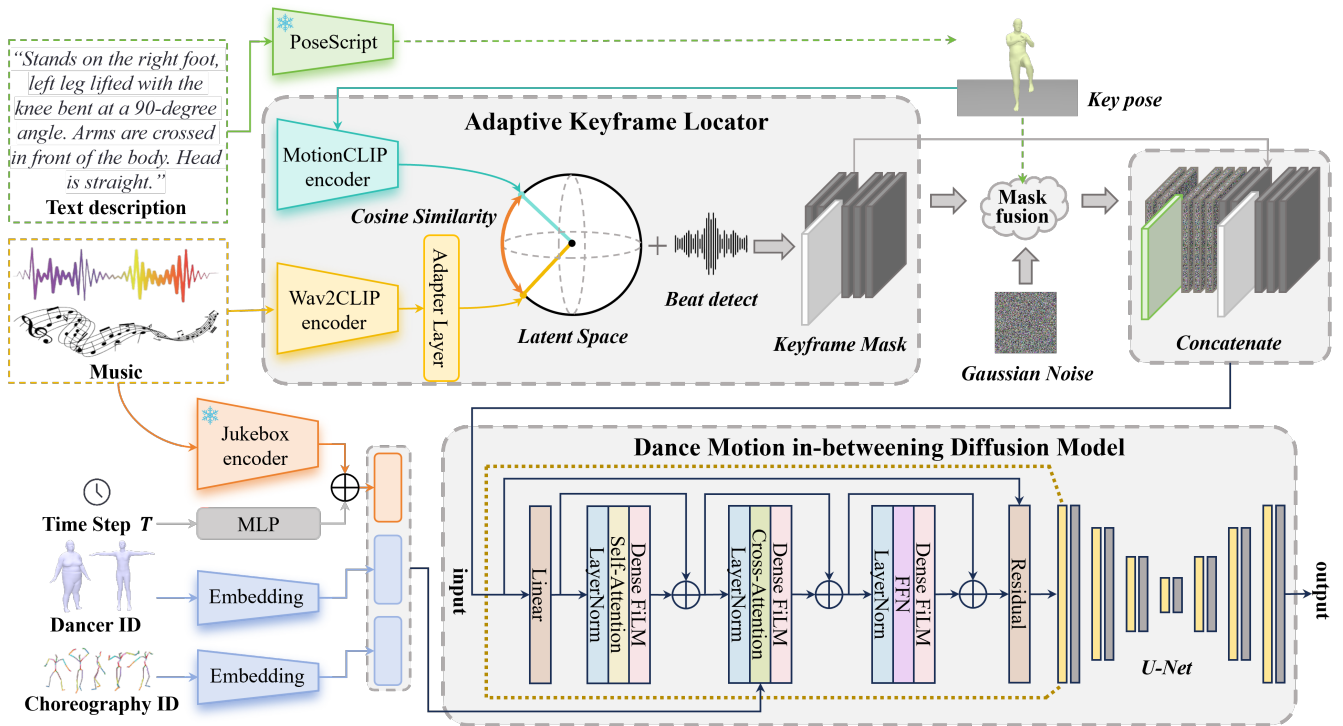 PoseScript
“Stands on the right foot,
left leg lifted with the
knee bent at a 90-degree
angle. Arms are crossed
in front of the body. Head
is straight.”
Text description
Key pose
Adaptive Keyframe Locator
MotionCLIP
encoder
Cosine Similarity
Mask
fusion
Wav2CLIP
encoder
Adapter Layer
Latent Space
Beat detect
Keyframe Mask
Gaussian Noise
Concatenate
Music
Jukebox
encoder
Time Step T
MLP
Dancer ID
Embedding
Choreography ID
Embedding
Dance Motion in-betweening Diffusion Model
input
Linear
LayerNorm
Self-Attention
Dense FiLM
LayerNorm
Cross-Attention
Dense FiLM
LayerNorm
FFN
Dense FiLM
Residual
U-Net
output